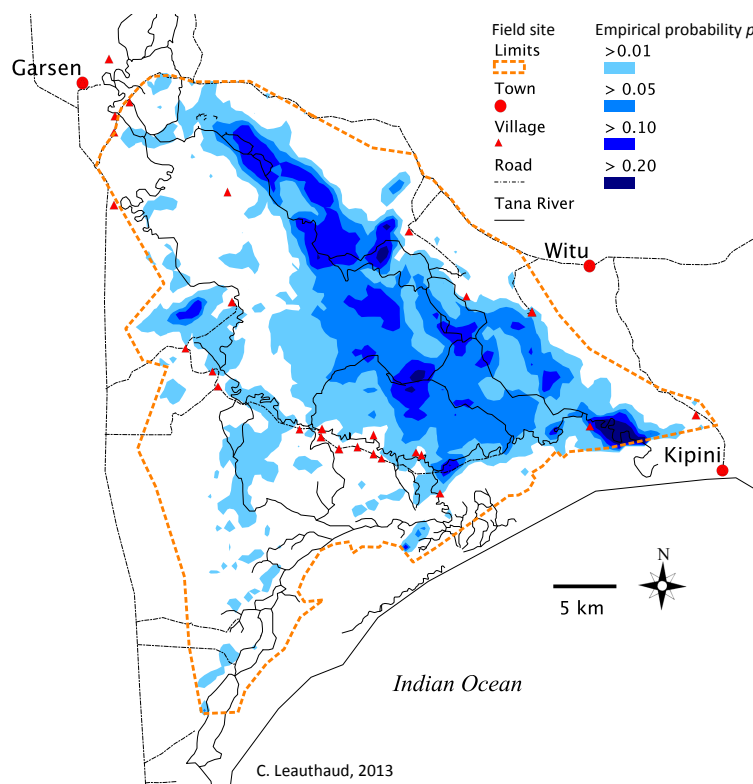 Field site
Limits
Town
Village
Road
Tana River
Empirical probability p
>0.01
> 0.05
> 0.10
> 0.20
Garsen
Witu
Kipini
N
5 km
Indian Ocean
C. Leauthaud, 2013